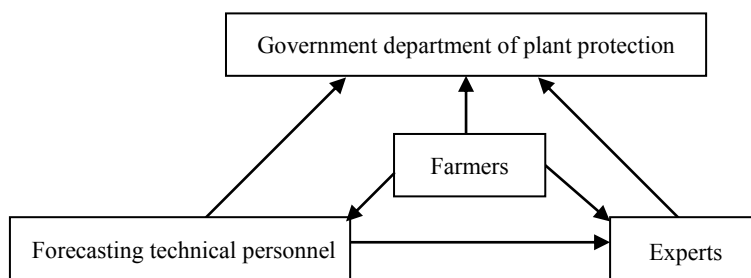 Government department of plant protection
Farmers
Forecasting technical personnel
Experts